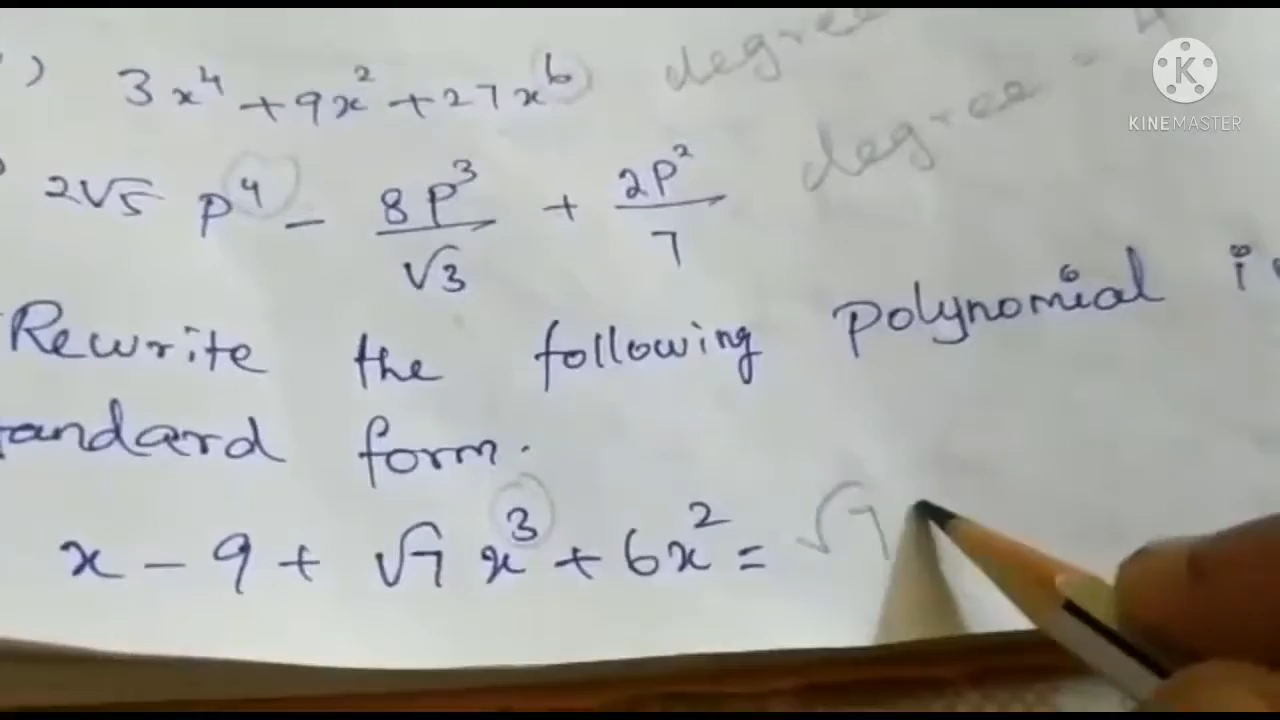 ) 3x⁴ + 9x² + 27x⁶ degree
2√5 p⁴ − 8p³/√3 + 2p²/7 degree - 4
Rewrite the following polynomial
standard form.
x − 9 + √7 x³ + 6x² = √7
K
KINEMASTER